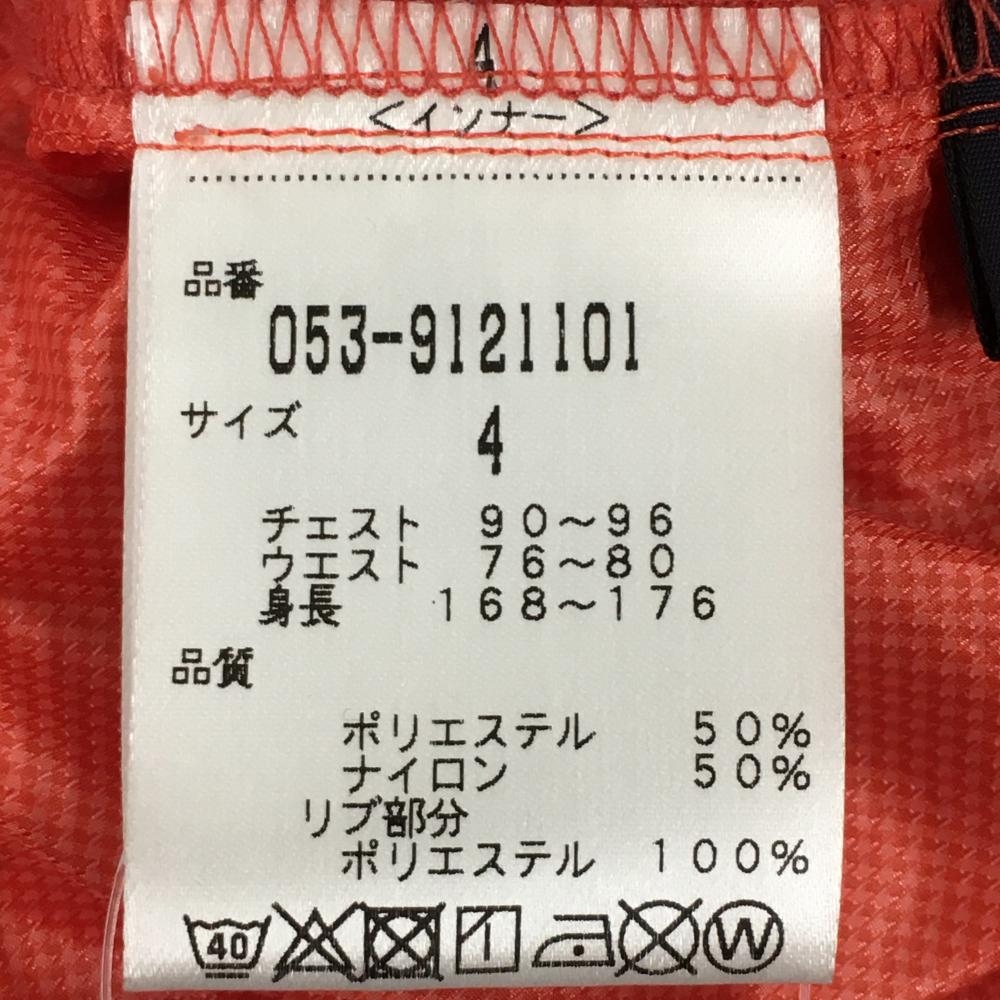 4
<インナー>
品番
053-9121101
サイズ
4
チェスト 90～96
ウエスト 76～80
身長 168～176
品質
ポリエステル 50%
ナイロン 50%
リブ部分
ポリエステル 100%
40 W